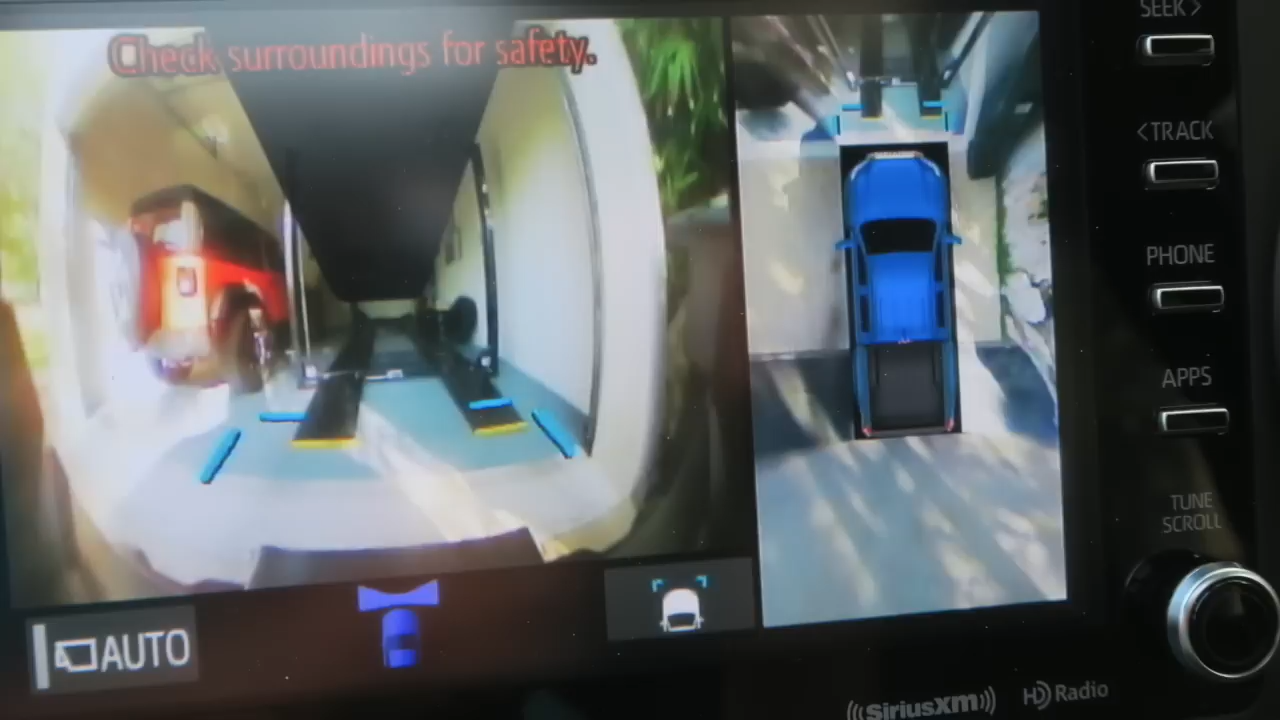 Check surroundings for safety.
AUTO
SEEK >
< TRACK
PHONE
APPS
TUNE
SCROLL
((SiriusXM))
HD Radio